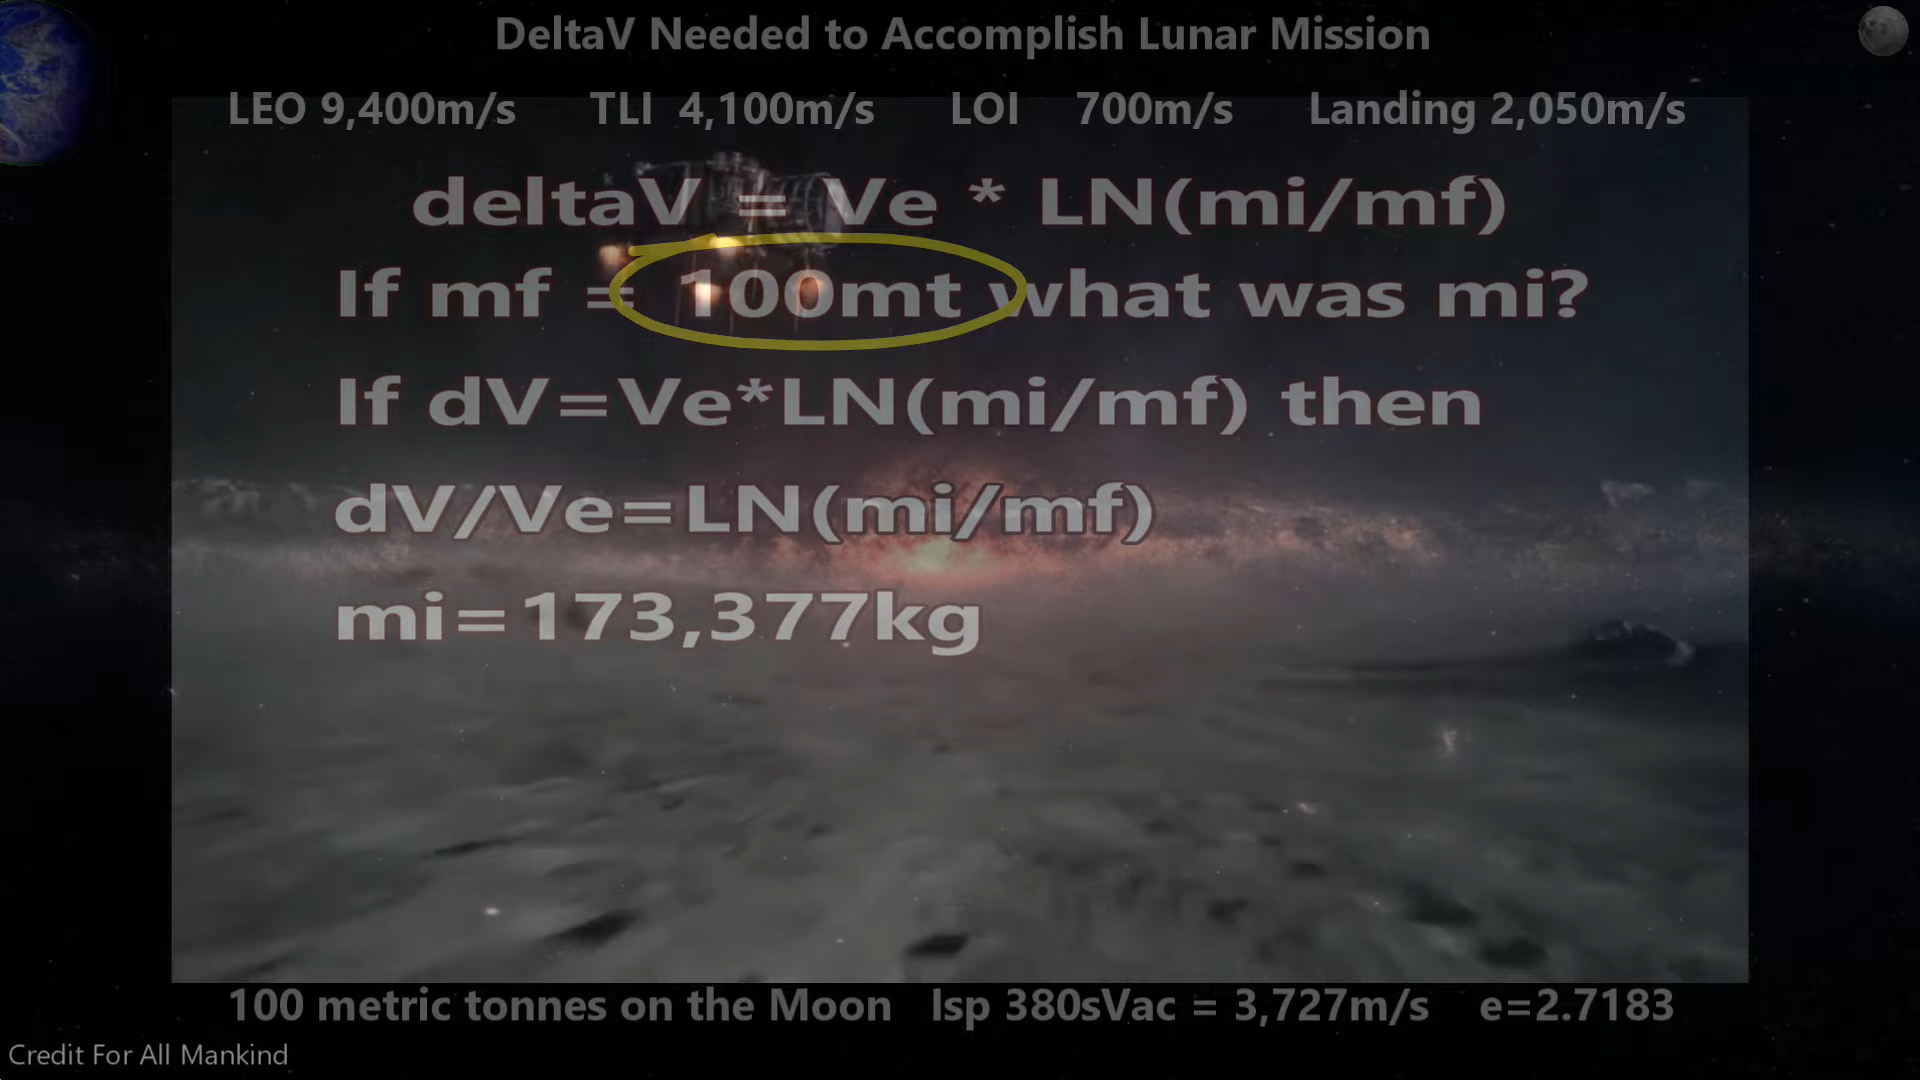 DeltaV Needed to Accomplish Lunar Mission
LEO 9,400m/s TLI 4,100m/s LOI 700m/s Landing 2,050m/s
deltaV = Ve * LN(mi/mf)
If mf = 100mt what was mi?
If dV=Ve*LN(mi/mf) then
dV/Ve=LN(mi/mf)
mi=173,377kg
100 metric tonnes on the Moon Isp 380sVac = 3,727m/s e=2.7183
Credit For All Mankind